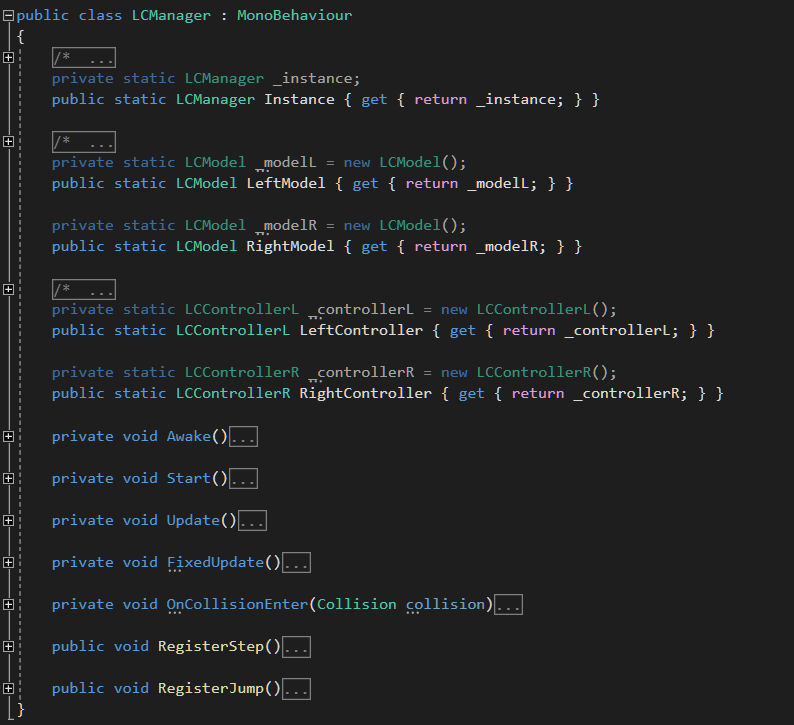 public class LCManager : MonoBehaviour
{
/* ...
private static LCManager _instance;
public static LCManager Instance { get { return _instance; } }
/* ...
private static LCModel _modelL = new LCModel();
public static LCModel LeftModel { get { return _modelL; } }
private static LCModel _modelR = new LCModel();
public static LCModel RightModel { get { return _modelR; } }
/* ...
private static LCControllerL _controllerL = new LCControllerL();
public static LCControllerL LeftController { get { return _controllerL; } }
private static LCControllerR _controllerR = new LCControllerR();
public static LCControllerR RightController { get { return _controllerR; } }
private void Awake()...
private void Start()...
private void Update()...
private void FixedUpdate()...
private void OnCollisionEnter(Collision collision)...
public void RegisterStep()...
public void RegisterJump()...
}